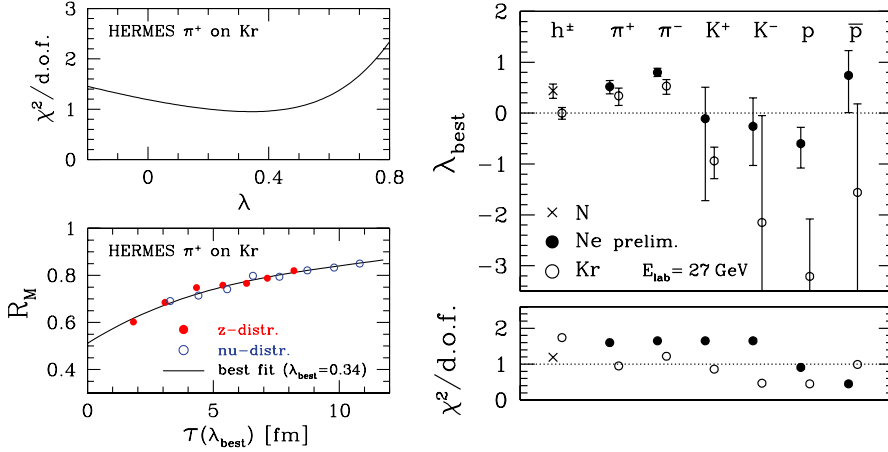 HERMES π⁺ on Kr
χ²/d.o.f.
3
2
1
0
0
0.4
0.8
λ
HERMES π⁺ on Kr
R_M
1.0
0.8
0.6
0.4
z-distr.
nu-distr.
best fit (λ_best=0.34)
0
5
10
τ(λ_best) [fm]
h±
π⁺
π⁻
K⁺
K⁻
p
p̅
λ_best
1
0
−1
−2
−3
N
Ne prelim.
Kr
E_lab= 27 GeV
χ²/d.o.f.
2
1
0